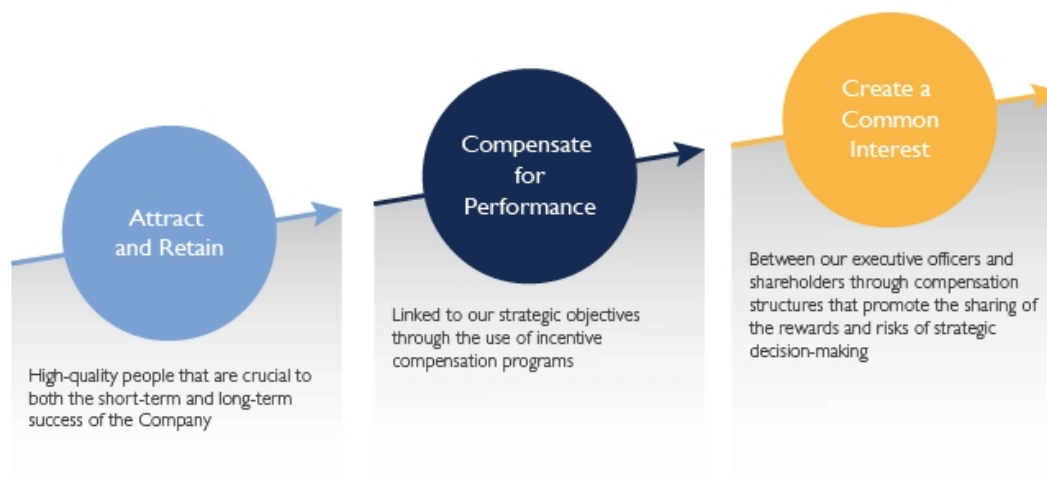 Attract
and Retain
High-quality people that are crucial to
both the short-term and long-term
success of the Company
Compensate
for
Performance
Linked to our strategic objectives
through the use of incentive
compensation programs
Create a
Common
Interest
Between our executive officers and
shareholders through compensation
structures that promote the sharing of
the rewards and risks of strategic
decision-making